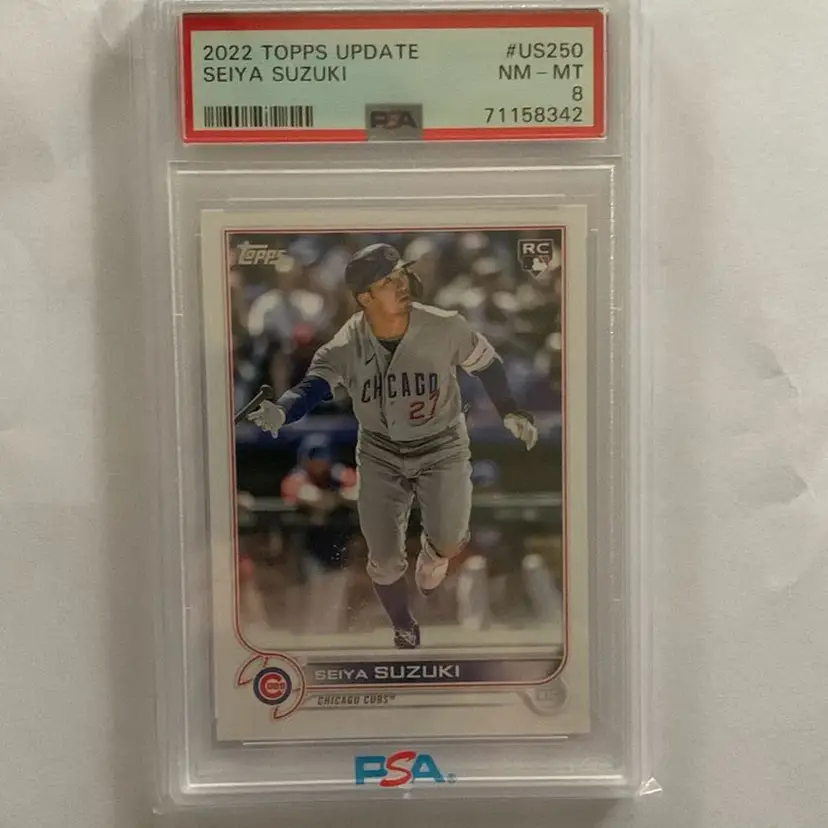 2022 TOPPS UPDATE #US250
SEIYA SUZUKI NM - MT
8
71158342
PSA
TOPPS
RC
CHICAGO
27
SEIYA SUZUKI
CUBS
CHICAGO CUBS™
PSA®